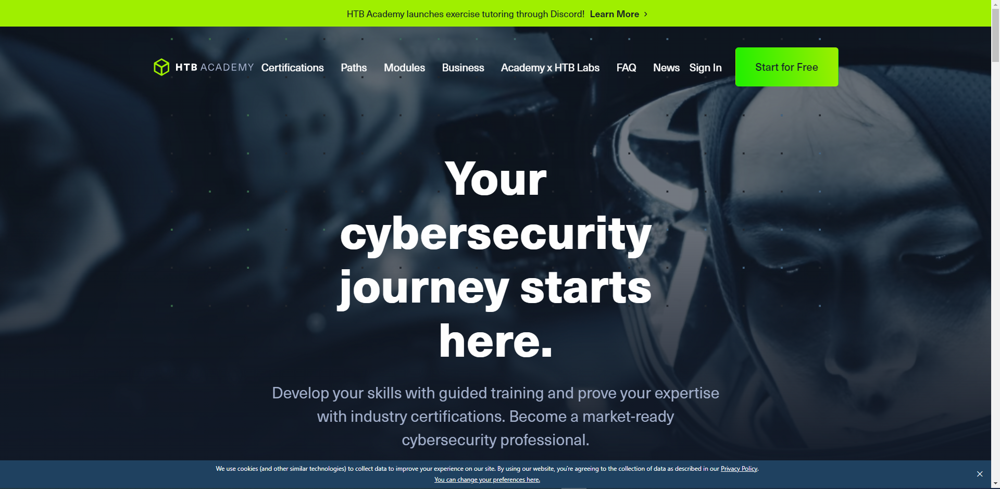 HTB Academy launches exercise tutoring through Discord! Learn More
HTB ACADEMY Certifications Paths Modules Business Academy x HTB Labs FAQ News Sign In Start for Free
Your
cybersecurity
journey starts
here.
Develop your skills with guided training and prove your expertise
with industry certifications. Become a market-ready
cybersecurity professional.
We use cookies (and other similar technologies) to collect data to improve your experience on our site. By using our website, you're agreeing to the collection of data as described in our Privacy Policy.
You can change your preferences here.